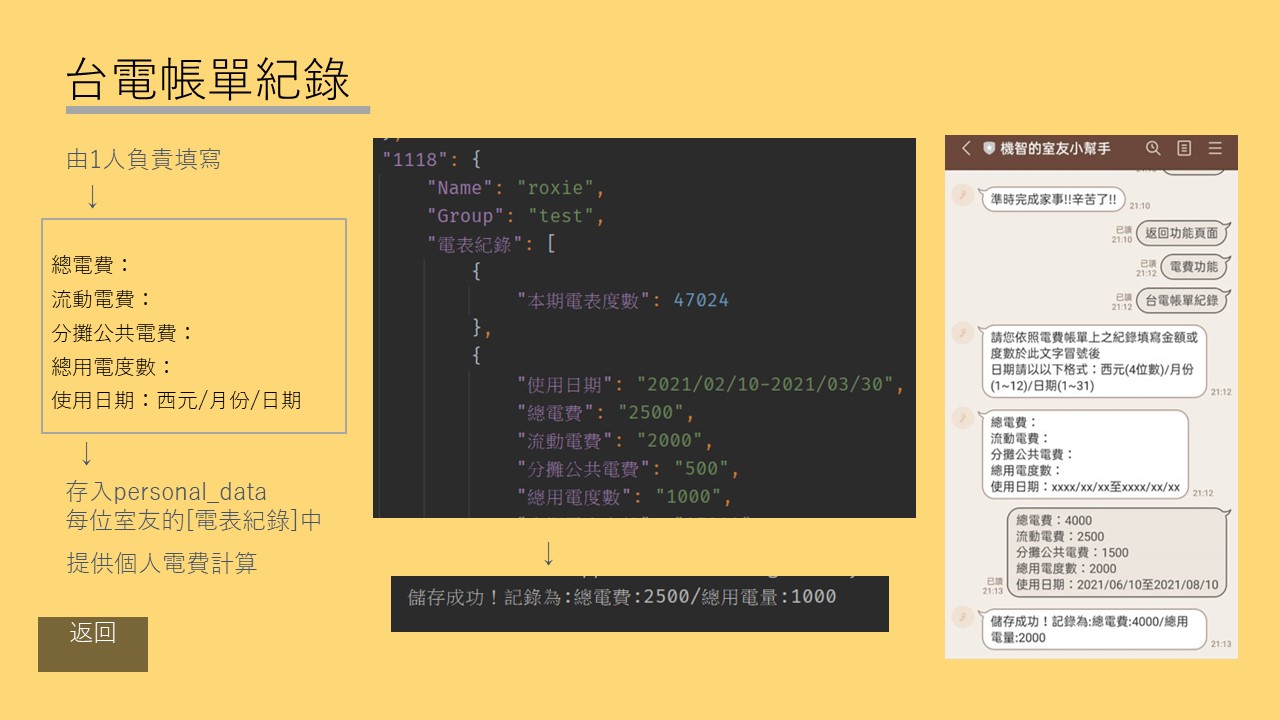 台電帳單紀錄
由1人負責填寫
↓
總電費：
流動電費：
分攤公共電費：
總用電度數：
使用日期：西元/月份/日期
↓
存入personal_data
每位室友的[電表紀錄]中
提供個人電費計算
返回
"1118": {
"Name": "roxie",
"Group": "test",
"電表紀錄": [
{
"本期電表度數": 47024
},
{
"使用日期": "2021/02/10-2021/03/30",
"總電費": "2500",
"流動電費": "2000",
"分攤公共電費": "500",
"總用電度數": "1000",
↓
儲存成功！記錄為:總電費:2500/總用電量:1000
機智的室友小幫手
準時完成家事!!辛苦了!!
21:10
已讀
21:10
返回功能頁面
已讀
21:12
電費功能
已讀
21:12
台電帳單紀錄
請您依照電費帳單上之紀錄填寫金額或
度數於此文字冒號後
日期請以以下格式：西元(4位數)/月份
(1~12)/日期(1~31)
21:12
總電費：
流動電費：
分攤公共電費：
總用電度數：
使用日期：xxxx/xx/xx至xxxx/xx/xx
21:12
總電費：4000
流動電費：2500
分攤公共電費：1500
總用電度數：2000
使用日期：2021/06/10至2021/08/10
已讀
21:13
儲存成功！記錄為:總電費:4000/總用
電量:2000
21:13